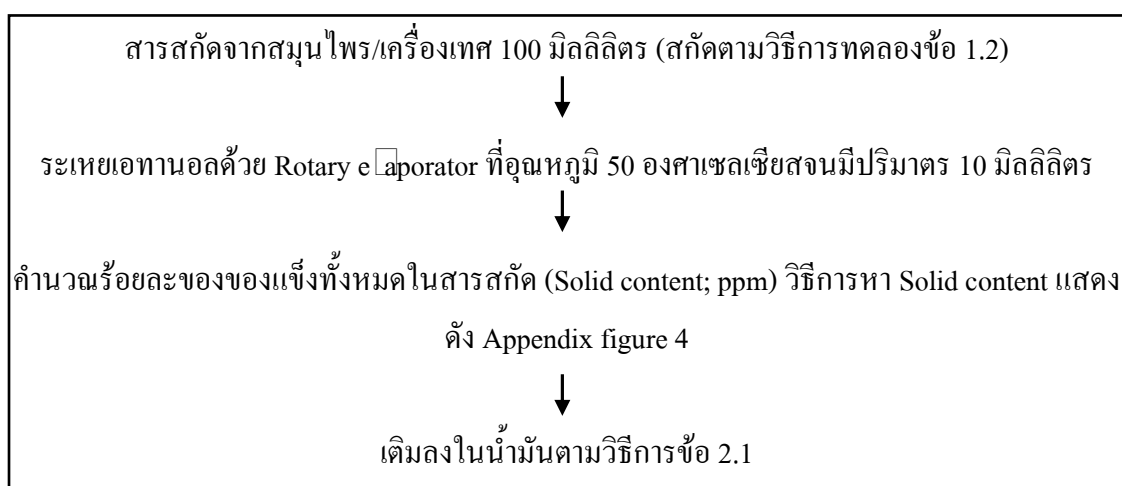 สารสกัดจากสมุนไพร/เครื่องเทศ 100 มิลลิลิตร (สกัดตามวิธีการทดลองข้อ 1.2)
ระเหยเอทานอลด้วย Rotary e aporator ที่อุณหภูมิ 50 องศาเซลเซียสจนมีปริมาตร 10 มิลลิลิตร
คำนวณร้อยละของของแข็งทั้งหมดในสารสกัด (Solid content; ppm) วิธีการหา Solid content แสดง
ดัง Appendix figure 4
เติมลงในน้ำมันตามวิธีการข้อ 2.1